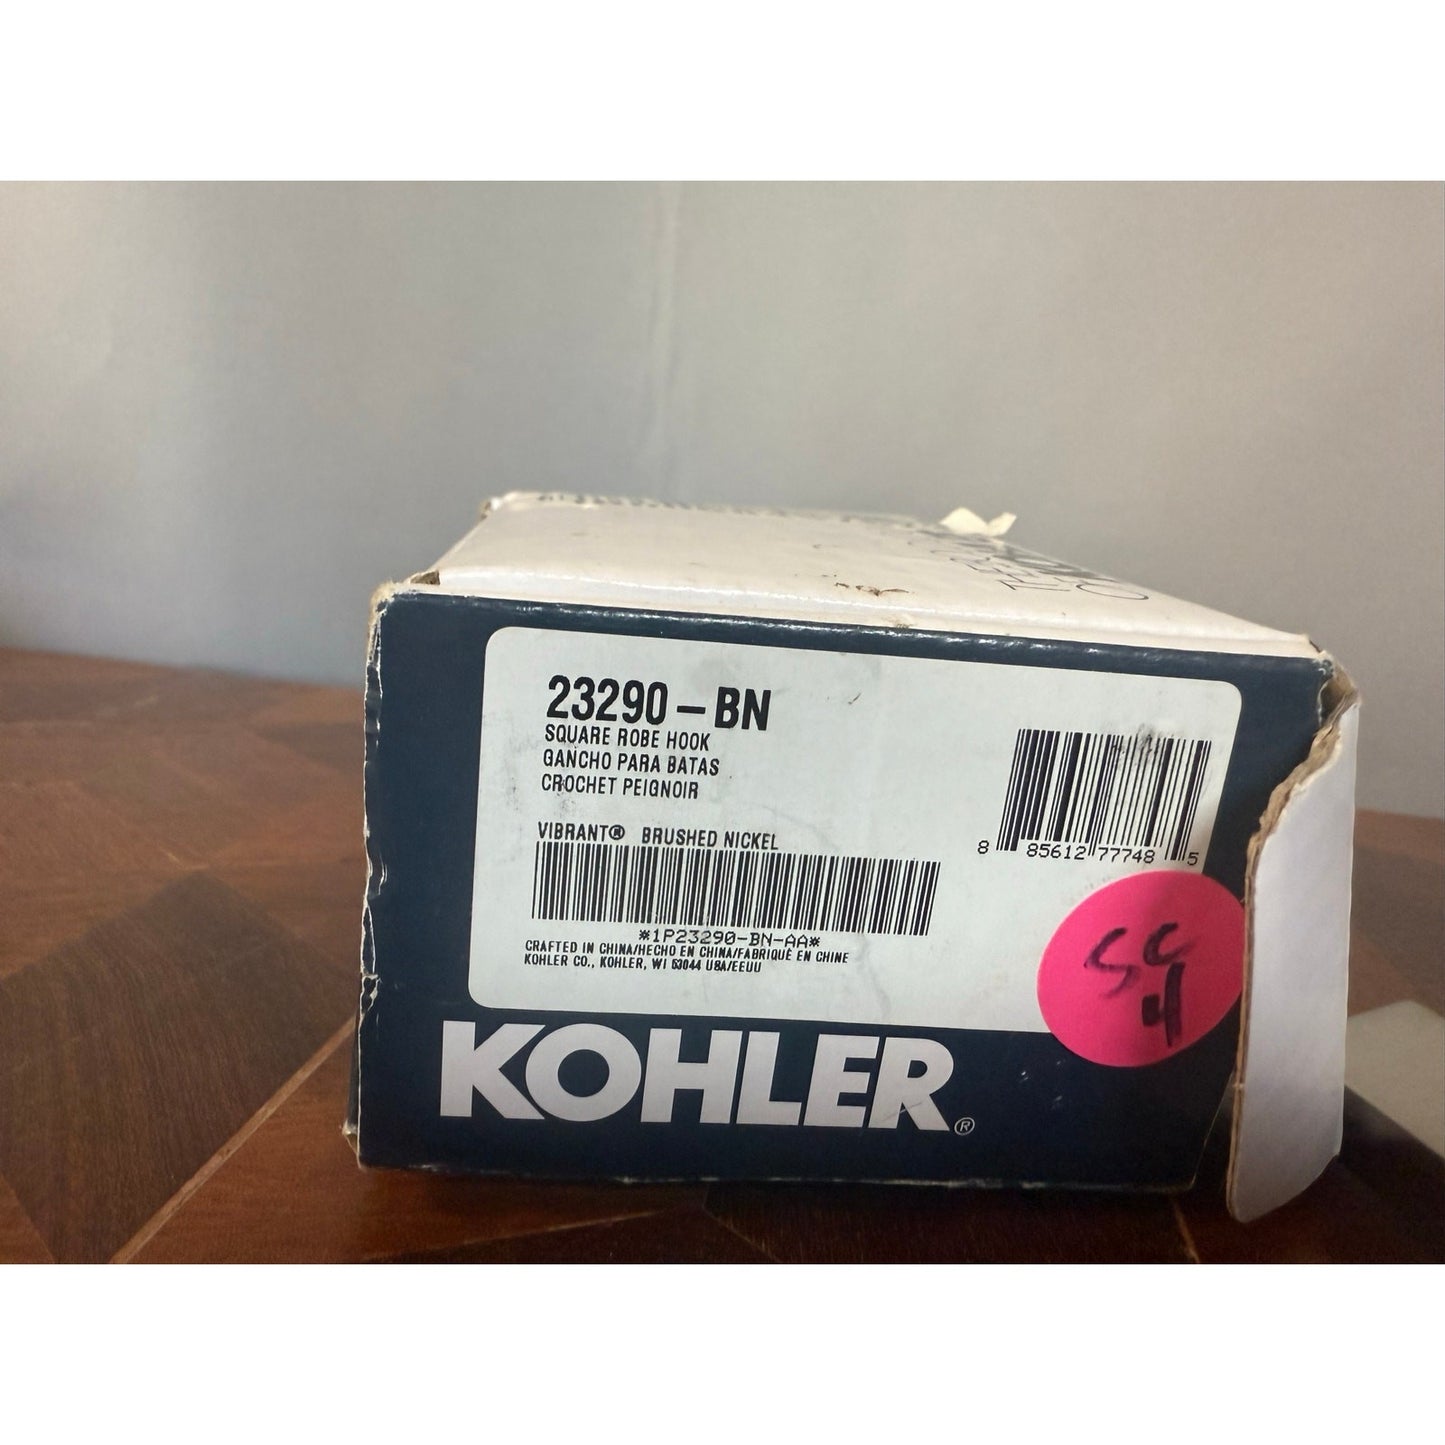 23290-BN
SQUARE ROBE HOOK
GANCHO PARA BATAS
CROCHET PEIGNOIR
VIBRANT® BRUSHED NICKEL
*1P23290-BN-AA*
CRAFTED IN CHINA/HECHO EN CHINA/FABRIQUÉ EN CHINE
KOHLER CO., KOHLER, WI 53044 USA/EEUU
8 85612 77748 5
SC
4
KOHLER®